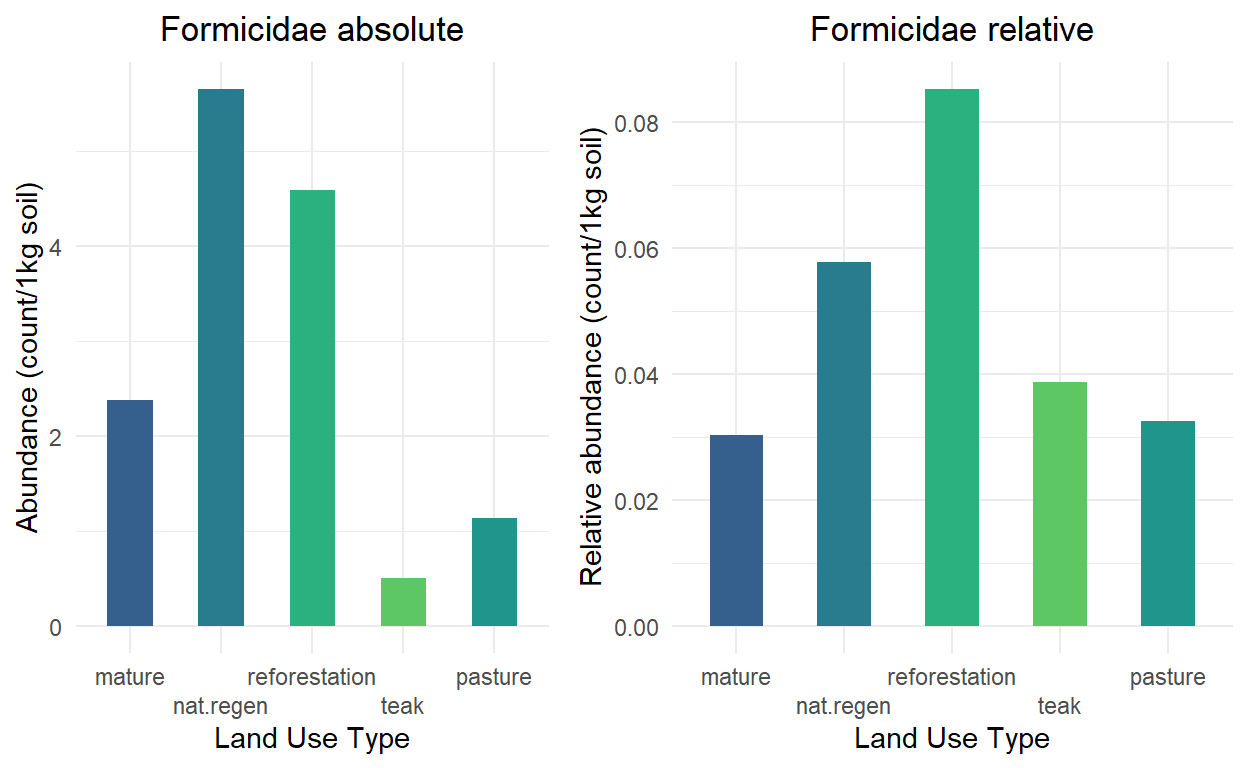 Formicidae absolute
Abundance (count/1kg soil)
4
2
0
mature
reforestation
pasture
nat.regen
teak
Land Use Type
Formicidae relative
Relative abundance (count/1kg soil)
0.08
0.06
0.04
0.02
0.00
mature
reforestation
pasture
nat.regen
teak
Land Use Type